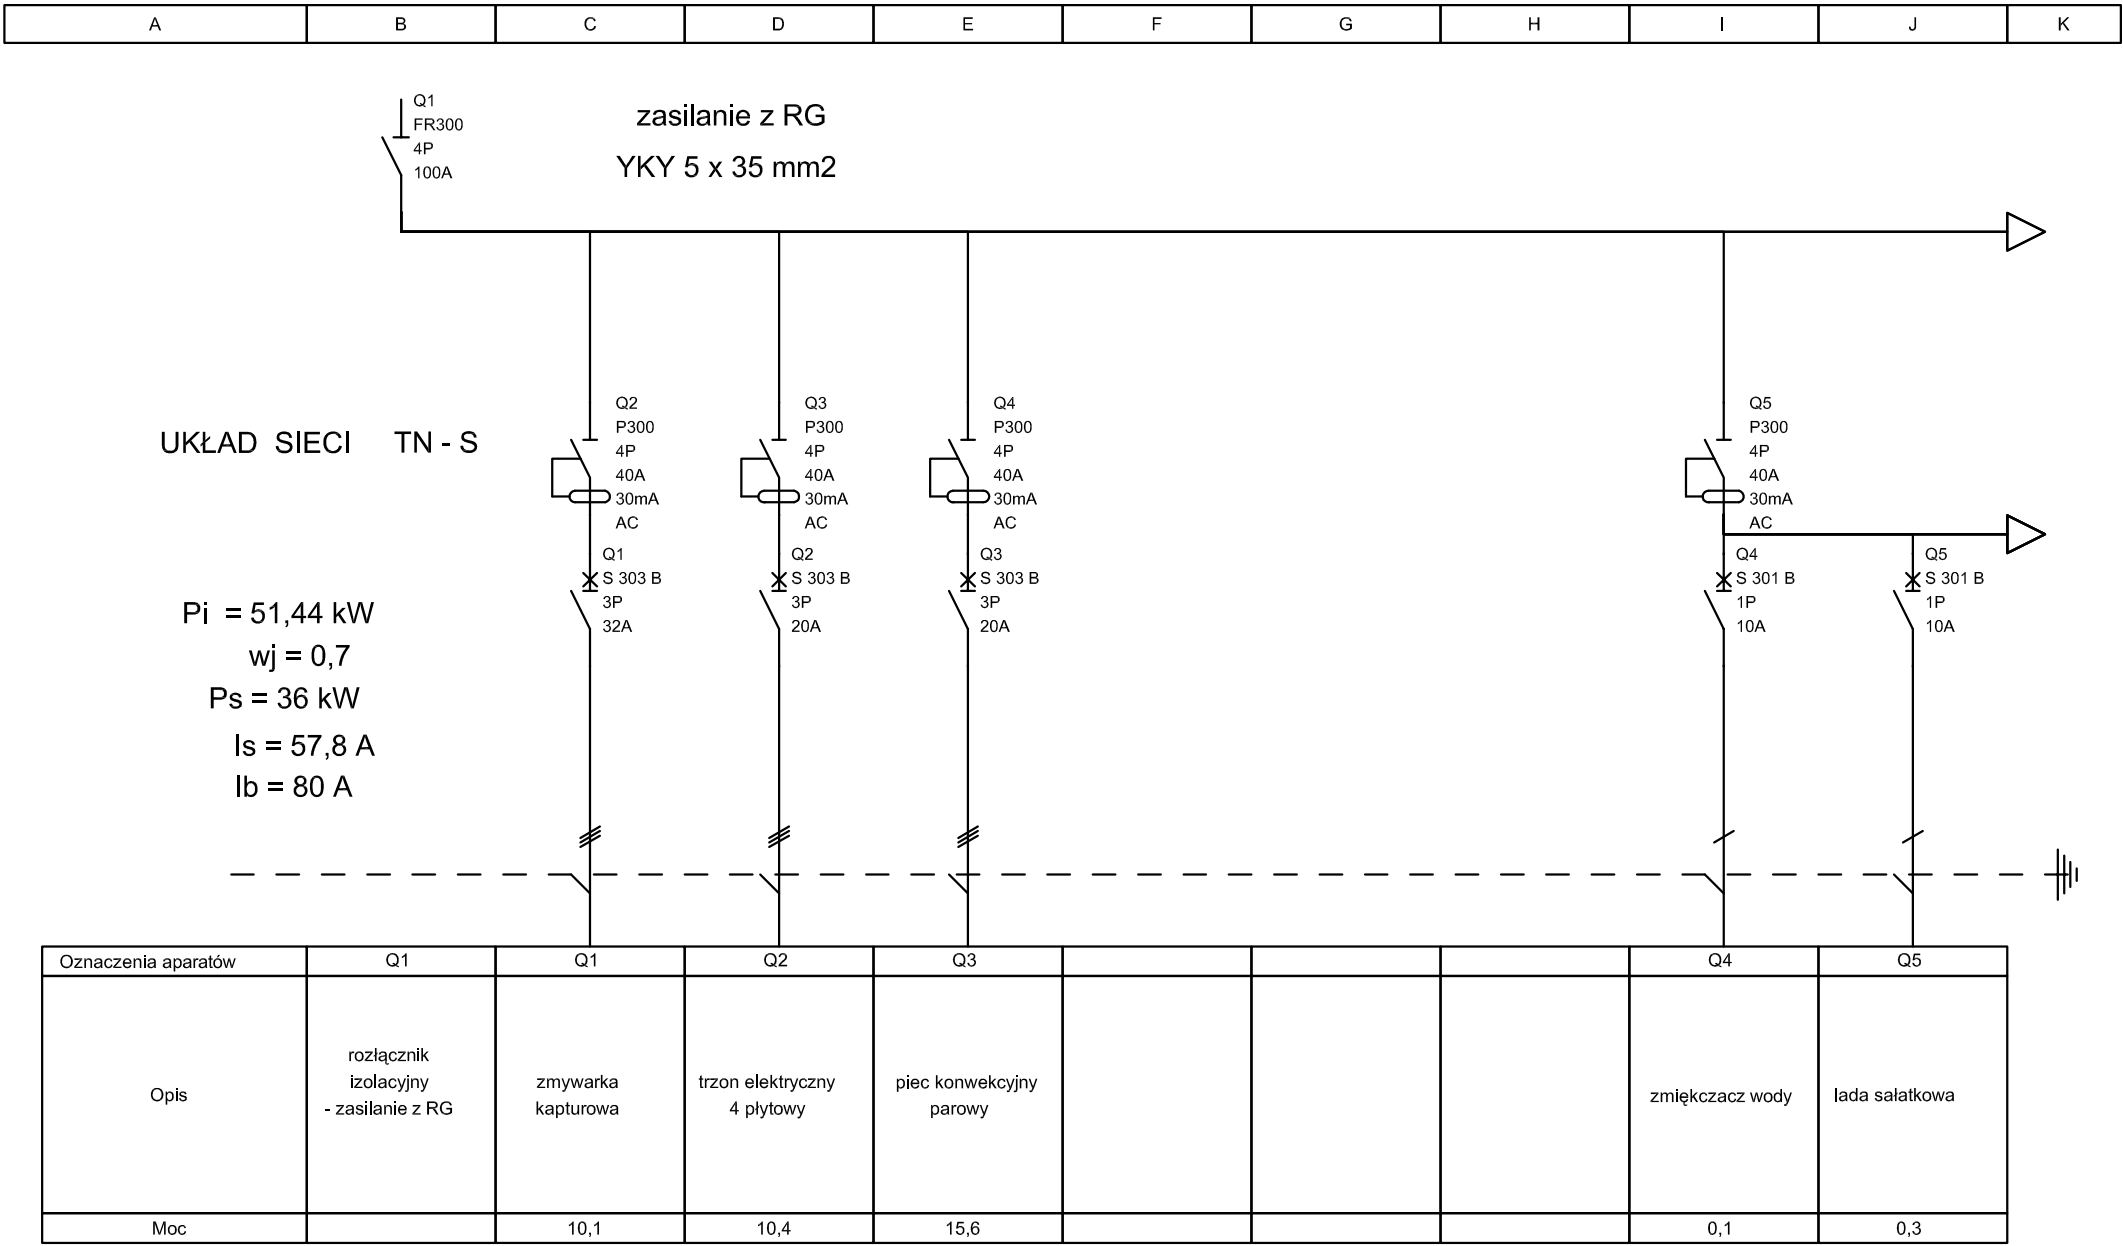 A B C D E F G H I J K
Q1
FR300
4P
100A
zasilanie z RG
YKY 5 x 35 mm2
UKŁAD SIECI TN - S
Q2
P300
4P
40A
30mA
AC
Q1
S 303 B
3P
32A
Q3
P300
4P
40A
30mA
AC
Q2
S 303 B
3P
20A
Q4
P300
4P
40A
30mA
AC
Q3
S 303 B
3P
20A
Q5
P300
4P
40A
30mA
AC
Q4
S 301 B
1P
10A
Q5
S 301 B
1P
10A
Pi = 51,44 kW
wj = 0,7
Ps = 36 kW
Is = 57,8 A
Ib = 80 A
Oznaczenia aparatów Q1 Q1 Q2 Q3 Q4 Q5
Opis
rozłącznik
izolacyjny
- zasilanie z RG
zmywarka
kapturowa
trzon elektryczny
4 płytowy
piec konwekcyjny
parowy
zmiękczacz wody
lada sałatkowa
Moc 10,1 10,4 15,6 0,1 0,3